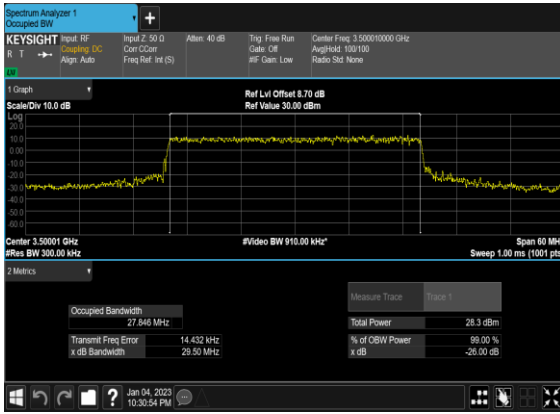 Spectrum Analyzer 1
Occupied BW
KEYSIGHT
R T
Input: RF
Coupling: DC
Align: Auto
Input Z: 50 Ω
Corr CCorr
Freq Ref: Int (S)
Atten: 40 dB
Trig: Free Run
Gate: Off
#IF Gain: Low
Center Freq: 3.500010000 GHz
Avg|Hold: 100/100
Radio Std: None
1 Graph
Scale/Div 10.0 dB
Ref Lvl Offset 8.70 dB
Ref Value 30.00 dBm
Log
20.0
10.0
0.00
-10.0
-20.0
-30.0
-40.0
-50.0
-60.0
Center 3.50001 GHz
#Res BW 300.00 kHz
#Video BW 910.00 kHz*
Span 60 MH
Sweep 1.00 ms (1001 pts
2 Metrics
Measure Trace
Trace 1
Occupied Bandwidth
27.846 MHz
Total Power
28.3 dBm
Transmit Freq Error
14.432 kHz
% of OBW Power
99.00 %
x dB Bandwidth
29.50 MHz
x dB
-26.00 dB
?
Jan 04, 2023
10:30:54 PM